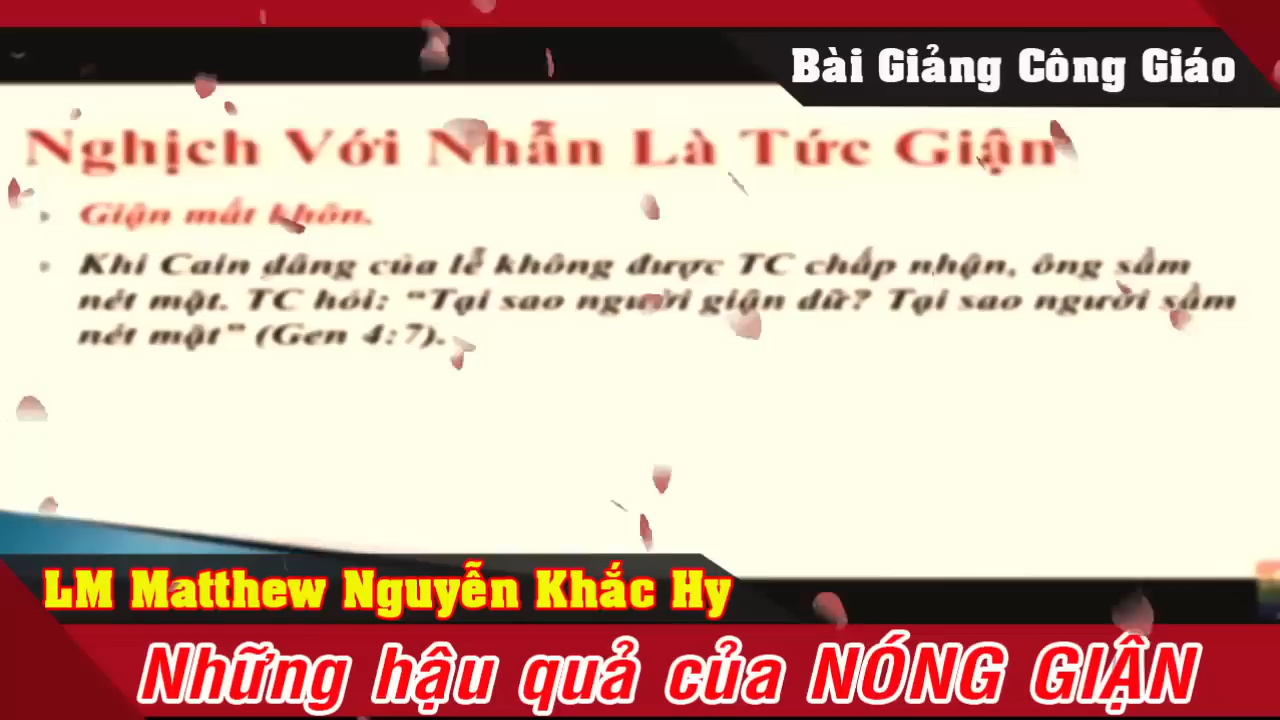 Bài Giảng Công Giáo
Nghịch Với Nhẫn Là Tức Giận
Giận mất khôn.
Khi Cain dâng của lễ không được TC chấp nhận, ông sầm
nét mặt. TC hỏi: “Tại sao ngươi giận dữ? Tại sao ngươi sầm
nét mặt” (Gen 4:7).
LM Matthew Nguyễn Khắc Hy
Những hậu quả của NÓNG GIẬN